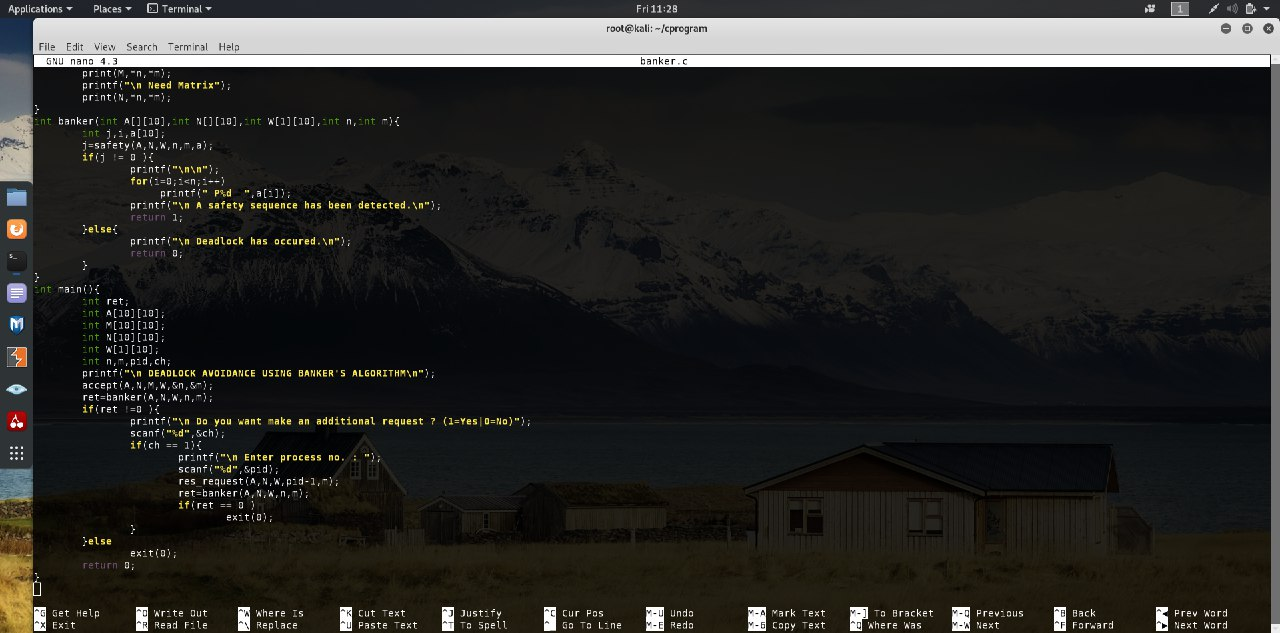 Applications Places Terminal Fri 11:28 1
root@kali: ~/cprogram
File Edit View Search Terminal Help
GNU nano 4.3 banker.c
print(M,*n,*m);
printf("\n Need Matrix");
print(N,*n,*m);
}
int banker(int A[][10],int N[][10],int W[1][10],int n,int m){
int j,i,a[10];
j=safety(A,N,W,n,m,a);
if(j != 0 ){
printf("\n\n");
for(i=0;i<n;i++)
printf(" P%d ",a[i]);
printf("\n A safety sequence has been detected.\n");
return 1;
}else{
printf("\n Deadlock has occured.\n");
return 0;
}
}
int main(){
int ret;
int A[10][10];
int M[10][10];
int N[10][10];
int W[1][10];
int n,m,pid,ch;
printf("\n DEADLOCK AVOIDANCE USING BANKER'S ALGORITHM\n");
accept(A,N,M,W,&n,&m);
ret=banker(A,N,W,n,m);
if(ret !=0 ){
printf("\n Do you want make an additional request ? (1=Yes|0=No)");
scanf("%d",&ch);
if(ch == 1){
printf("\n Enter process no. : ");
scanf("%d",&pid);
res_request(A,N,W,pid-1,m);
ret=banker(A,N,W,n,m);
if(ret == 0 )
exit(0);
}
}else
exit(0);
return 0;
}
^G Get Help ^O Write Out ^W Where Is ^K Cut Text ^J Justify ^C Cur Pos M-U Undo M-A Mark Text M-] To Bracket M-Q Previous ^B Back ^◀ Prev Word
^X Exit ^R Read File ^\ Replace ^U Paste Text ^T To Spell ^_ Go To Line M-E Redo M-6 Copy Text ^Q Where Was M-W Next ^F Forward ^▶ Next Word